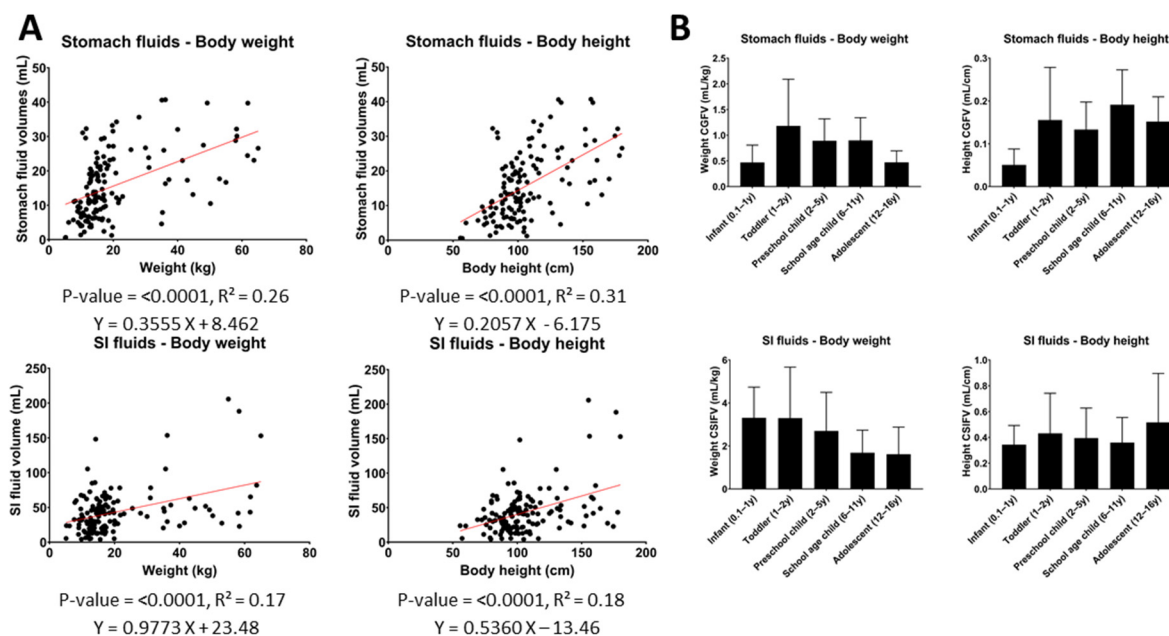 A
Stomach fluids - Body weight
Stomach fluid volumes (mL)
50
40
30
20
10
0
0 20 40 60 80
Weight (kg)
P-value = <0.0001, R² = 0.26
Y = 0.3555 X + 8.462
Stomach fluids - Body height
Stomach fluid volumes (mL)
50
40
30
20
10
0
0 50 100 150 200
Body height (cm)
P-value = <0.0001, R² = 0.31
Y = 0.2057 X - 6.175
SI fluids - Body weight
SI fluid volume (mL)
250
200
150
100
50
0
0 20 40 60 80
Weight (kg)
P-value = <0.0001, R² = 0.17
Y = 0.9773 X + 23.48
SI fluids - Body height
SI fluid volume (mL)
250
200
150
100
50
0
0 50 100 150 200
Body height (cm)
P-value = <0.0001, R² = 0.18
Y = 0.5360 X − 13.46
B
Stomach fluids - Body weight
Weight CGFV (mL/kg)
2.5
2.0
1.5
1.0
0.5
0.0
Infant (0.1–1y)
Toddler (1–2y)
Preschool child (2–5y)
School age child (6–11y)
Adolescent (12–16y)
Stomach fluids - Body height
Height CGFV (mL/cm)
0.3
0.2
0.1
0.0
Infant (0.1–1y)
Toddler (1–2y)
Preschool child (2–5y)
School age child (6–11y)
Adolescent (12–16y)
SI fluids - Body weight
Weight CSIFV (mL/kg)
6
4
2
0
Infant (0.1–1y)
Toddler (1–2y)
Preschool child (2–5y)
School age child (6–11y)
Adolescent (12–16y)
SI fluids - Body height
Height CSIFV (mL/cm)
1.0
0.8
0.6
0.4
0.2
0.0
Infant (0.1–1y)
Toddler (1–2y)
Preschool child (2–5y)
School age child (6–11y)
Adolescent (12–16y)